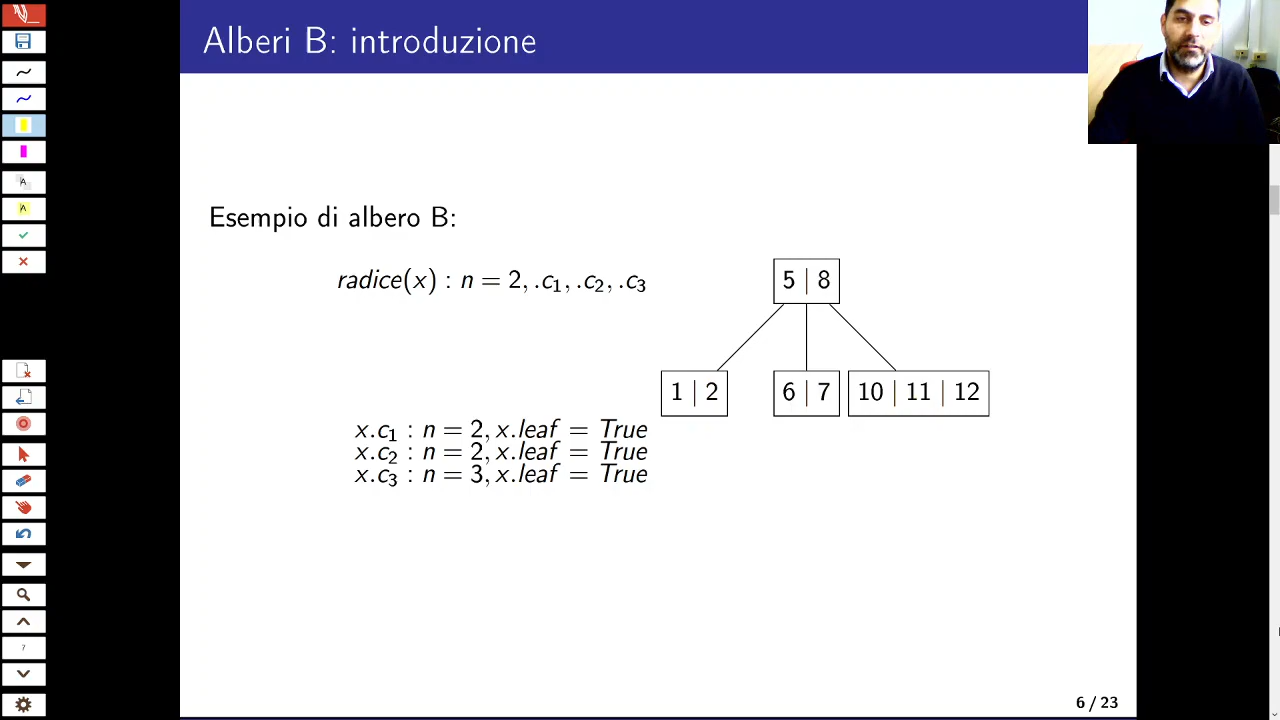 Alberi B: introduzione
Esempio di albero B:
radice(x) : n = 2, .c₁, .c₂, .c₃
5 | 8
1 | 2
6 | 7
10 | 11 | 12
x.c₁ : n = 2, x.leaf = True
x.c₂ : n = 2, x.leaf = True
x.c₃ : n = 3, x.leaf = True
A
A
?
6 / 23